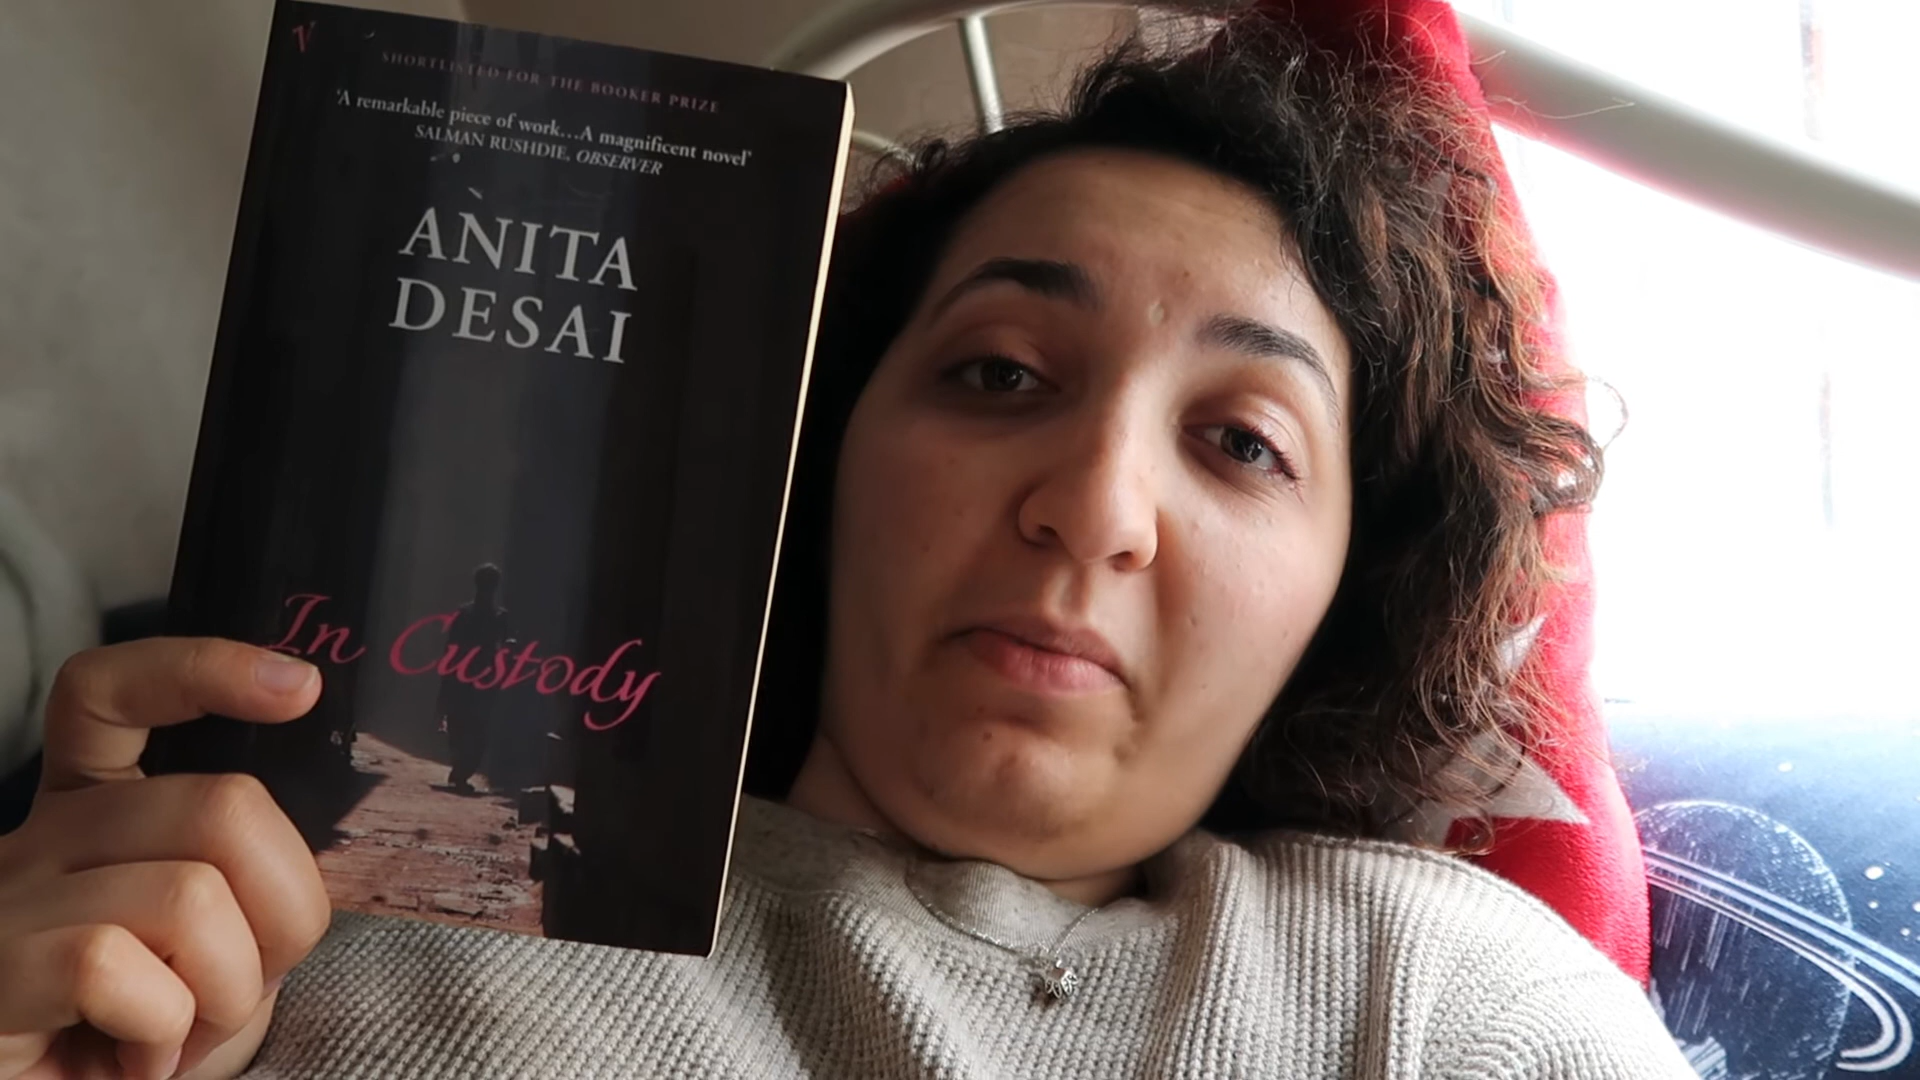 SHORTLISTED FOR THE BOOKER PRIZE
'A remarkable piece of work...A magnificent novel'
SALMAN RUSHDIE, OBSERVER
ANITA
DESAI
In Custody